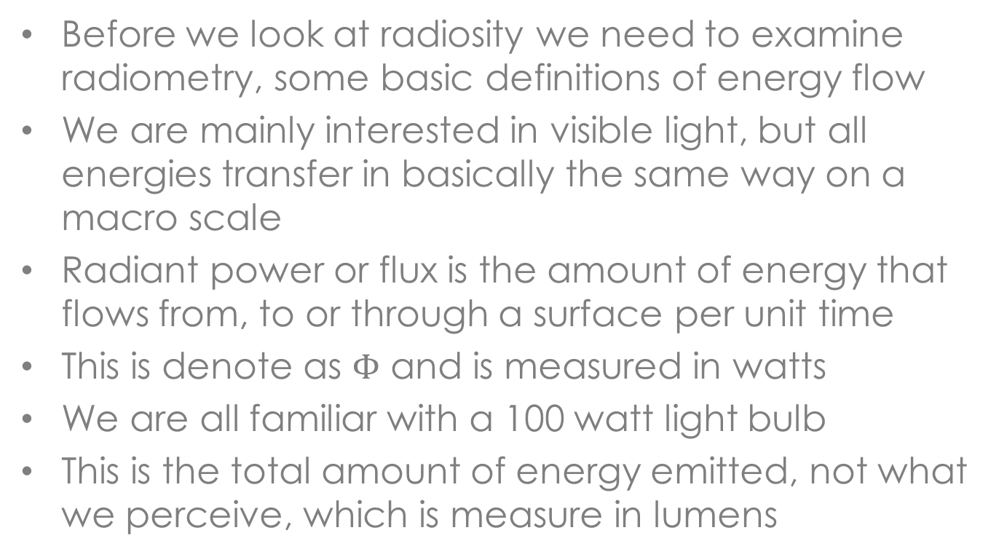 • Before we look at radiosity we need to examine
radiometry, some basic definitions of energy flow
• We are mainly interested in visible light, but all
energies transfer in basically the same way on a
macro scale
• Radiant power or flux is the amount of energy that
flows from, to or through a surface per unit time
• This is denote as Φ and is measured in watts
• We are all familiar with a 100 watt light bulb
• This is the total amount of energy emitted, not what
we perceive, which is measure in lumens